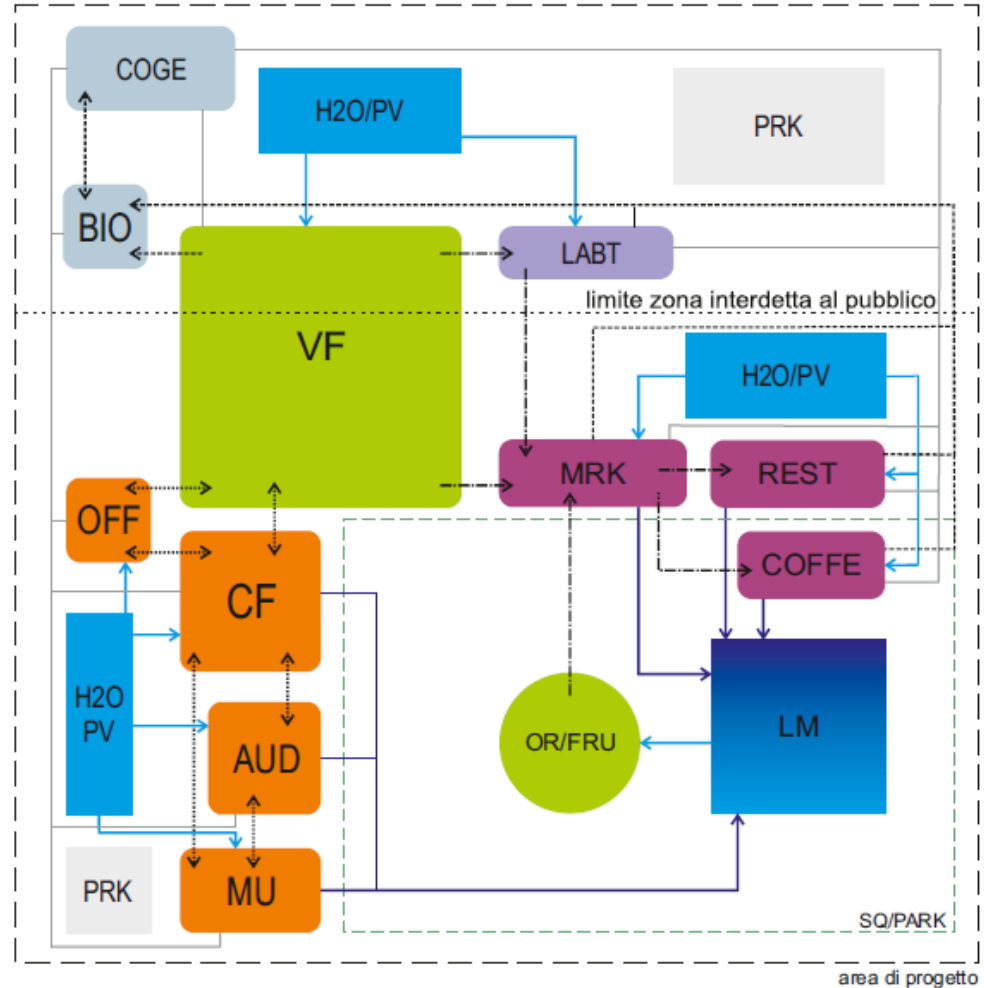 COGE
H2O/PV
PRK
BIO
LABT
limite zona interdetta al pubblico
VF
H2O/PV
MRK
REST
OFF
COFFE
CF
H2O
PV
LM
OR/FRU
AUD
PRK
MU
SQ/PARK
area di progetto